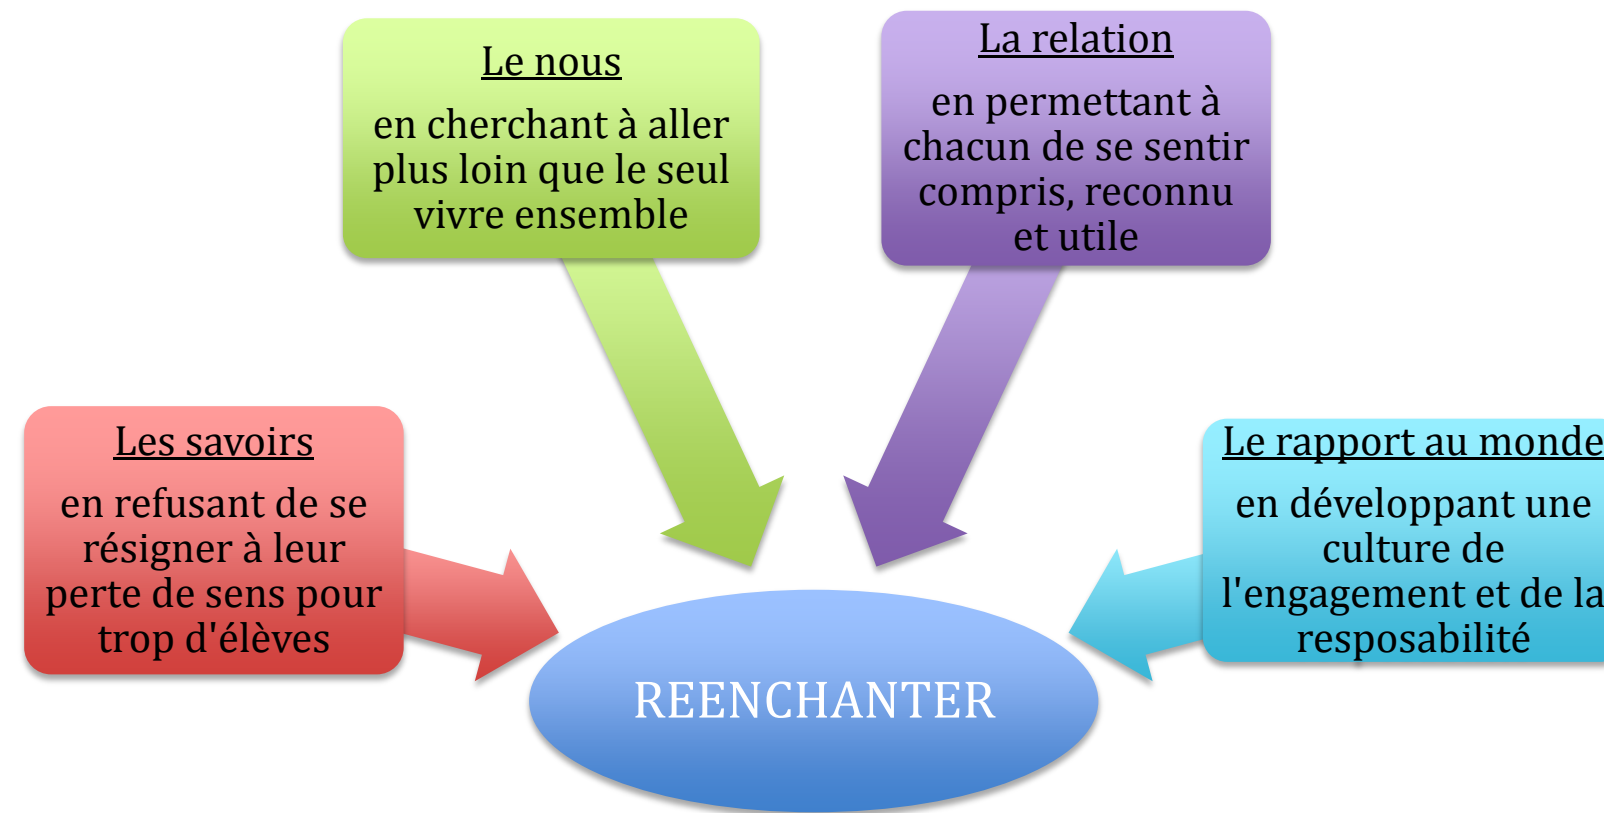 Le nous
en cherchant à aller
plus loin que le seul
vivre ensemble
La relation
en permettant à
chacun de se sentir
compris, reconnu
et utile
Les savoirs
en refusant de se
résigner à leur
perte de sens pour
trop d'élèves
Le rapport au monde
en développant une
culture de
l'engagement et de la
resposabilité
REENCHANTER